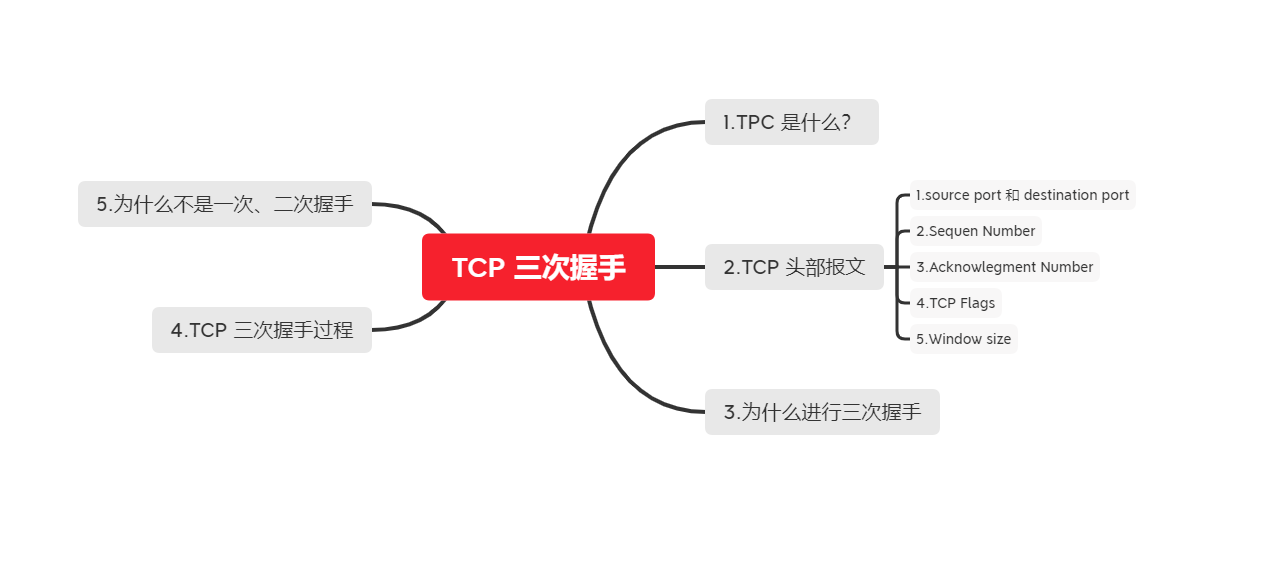 TCP 三次握手
1.TPC 是什么？
2.TCP 头部报文
1.source port 和 destination port
2.Sequen Number
3.Acknowlegment Number
4.TCP Flags
5.Window size
3.为什么进行三次握手
4.TCP 三次握手过程
5.为什么不是一次、二次握手